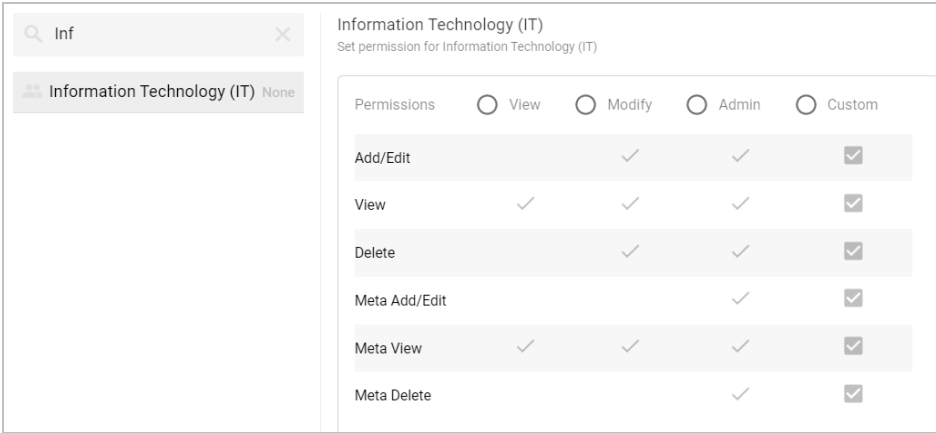 Inf
Information Technology (IT) None
Information Technology (IT)
Set permission for Information Technology (IT)
Permissions View Modify Admin Custom
Add/Edit
View
Delete
Meta Add/Edit
Meta View
Meta Delete